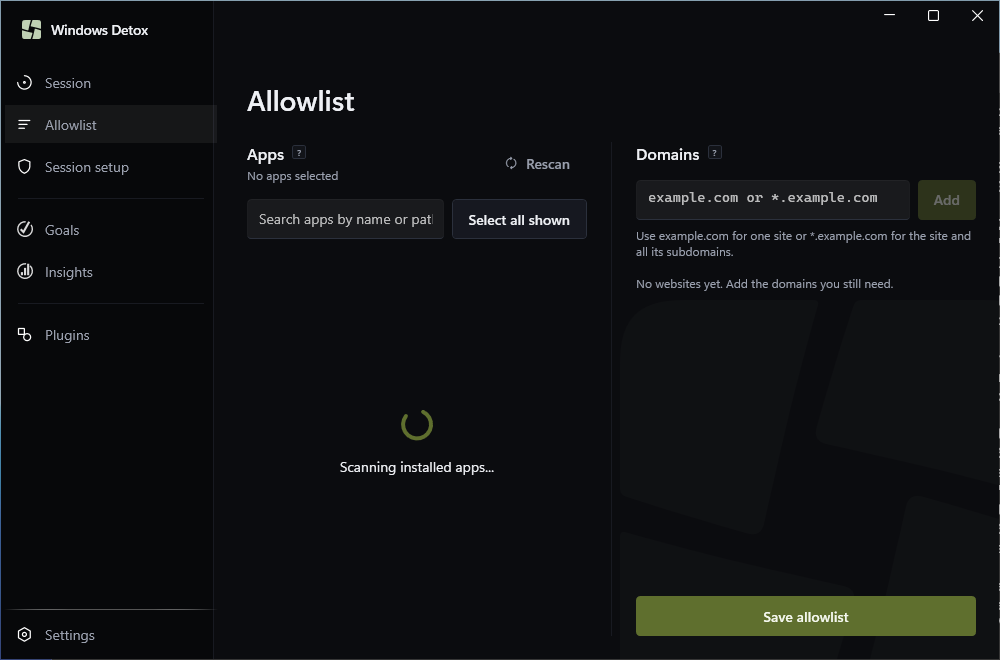 Windows Detox
Session
Allowlist
Session setup
Goals
Insights
Plugins
Settings
Allowlist
Apps ?
No apps selected
Rescan
Search apps by name or pat
Select all shown
Scanning installed apps...
Domains ?
example.com or *.example.com
Add
Use example.com for one site or *.example.com for the site and
all its subdomains.
No websites yet. Add the domains you still need.
Save allowlist